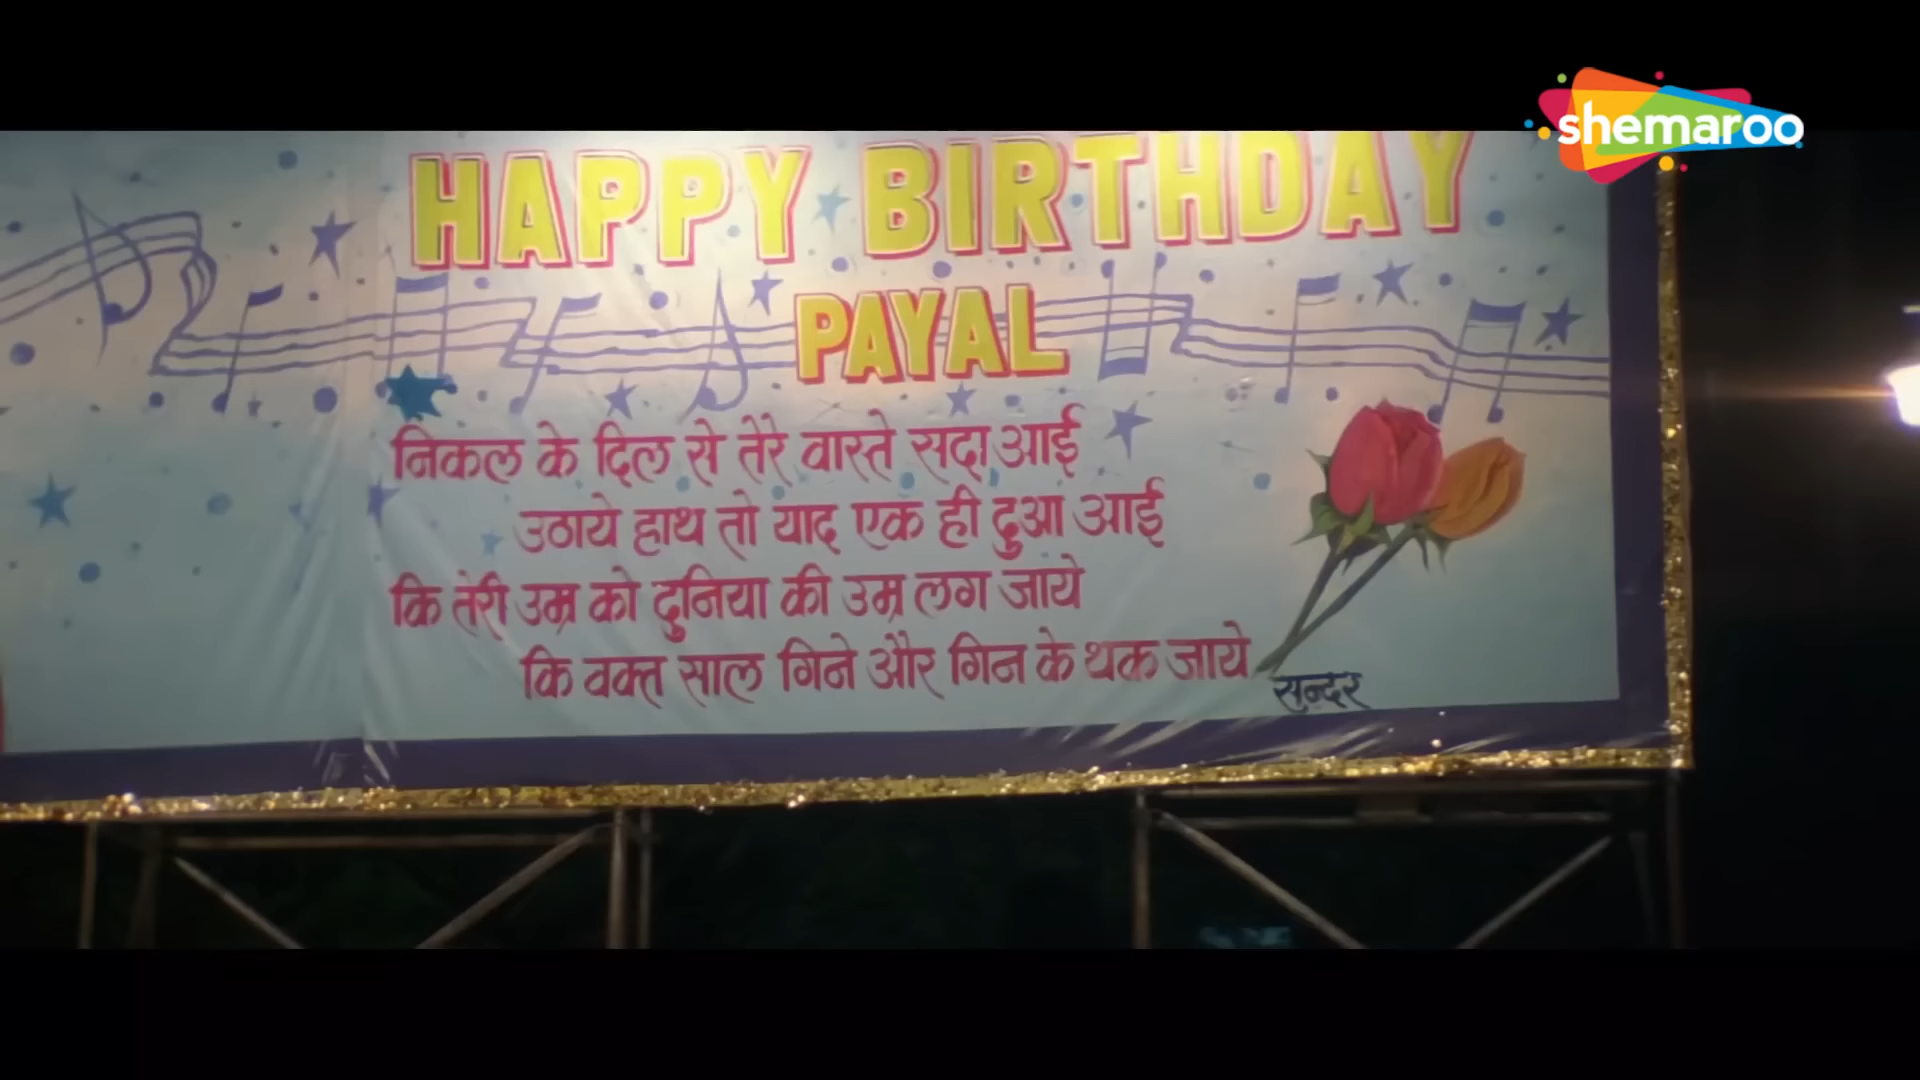 shemaroo
HAPPY BIRTHDAY
PAYAL
निकल के दिल से तेरे वास्ते सदा आई
उठाये हाथ तो याद एक ही दुआ आई
कि तेरी उम्र को दुनिया की उम्र लग जाये
कि वक्त साल गिने और गिन के थक जाये
सुन्दर